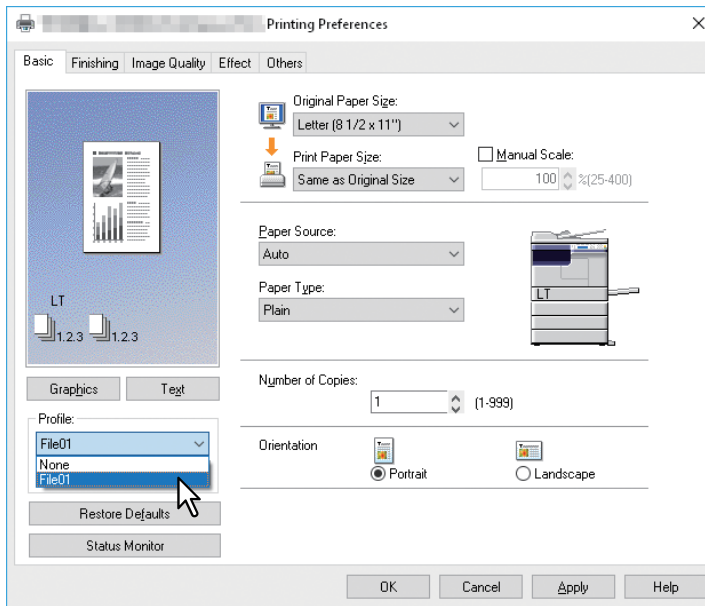 Printing Preferences
Basic Finishing Image Quality Effect Others
Original Paper Size:
Letter (8 1/2 x 11")
Print Paper Size:
Same as Original Size
Manual Scale:
100 %(25-400)
Paper Source:
Auto
Paper Type:
Plain
LT
LT
1.2.3 1.2.3
Graphics Text
Profile:
File01
None
File01
Restore Defaults
Status Monitor
Number of Copies:
1 (1-999)
Orientation
Portrait Landscape
OK Cancel Apply Help